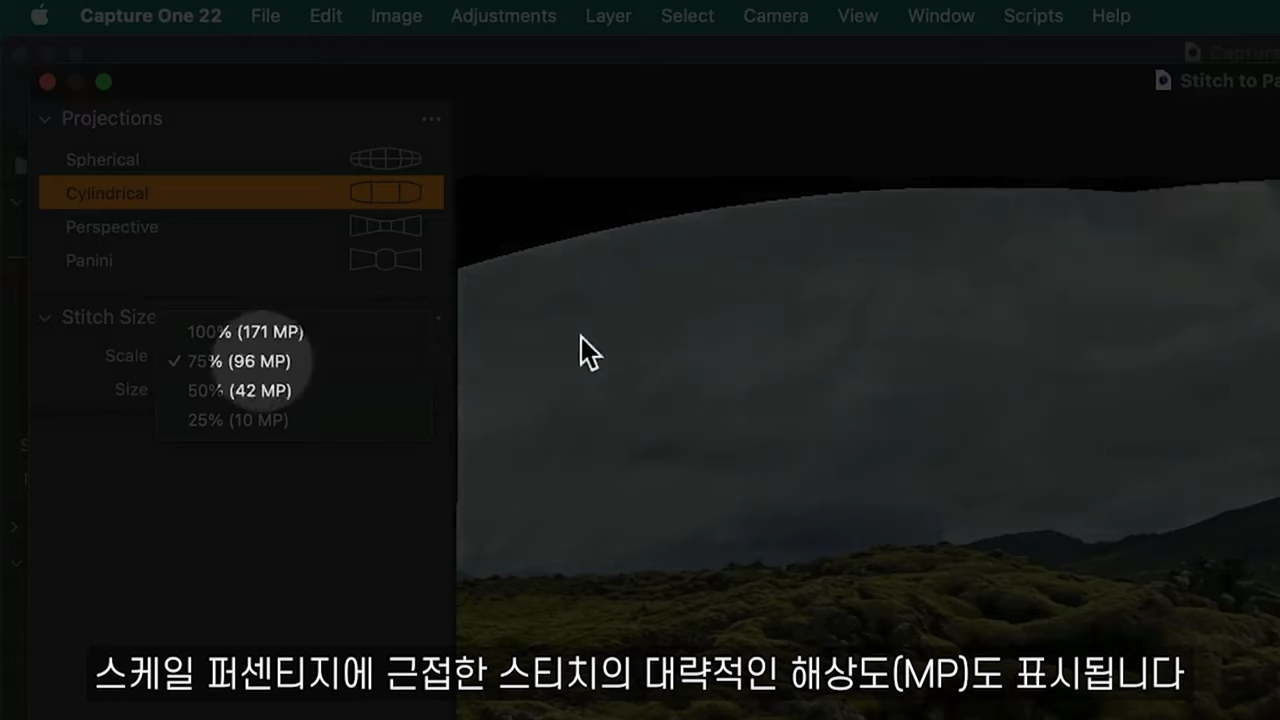 Capture One 22 File Edit Image Adjustments Layer Select Camera View Window Scripts Help
Stitch to
Projections
Spherical
Cylindrical
Perspective
Panini
Stitch Size
100% (171 MP)
Scale ✓ 75% (96 MP)
Size 50% (42 MP)
25% (10 MP)
스케일 퍼센티지에 근접한 스티치의 대략적인 해상도(MP)도 표시됩니다